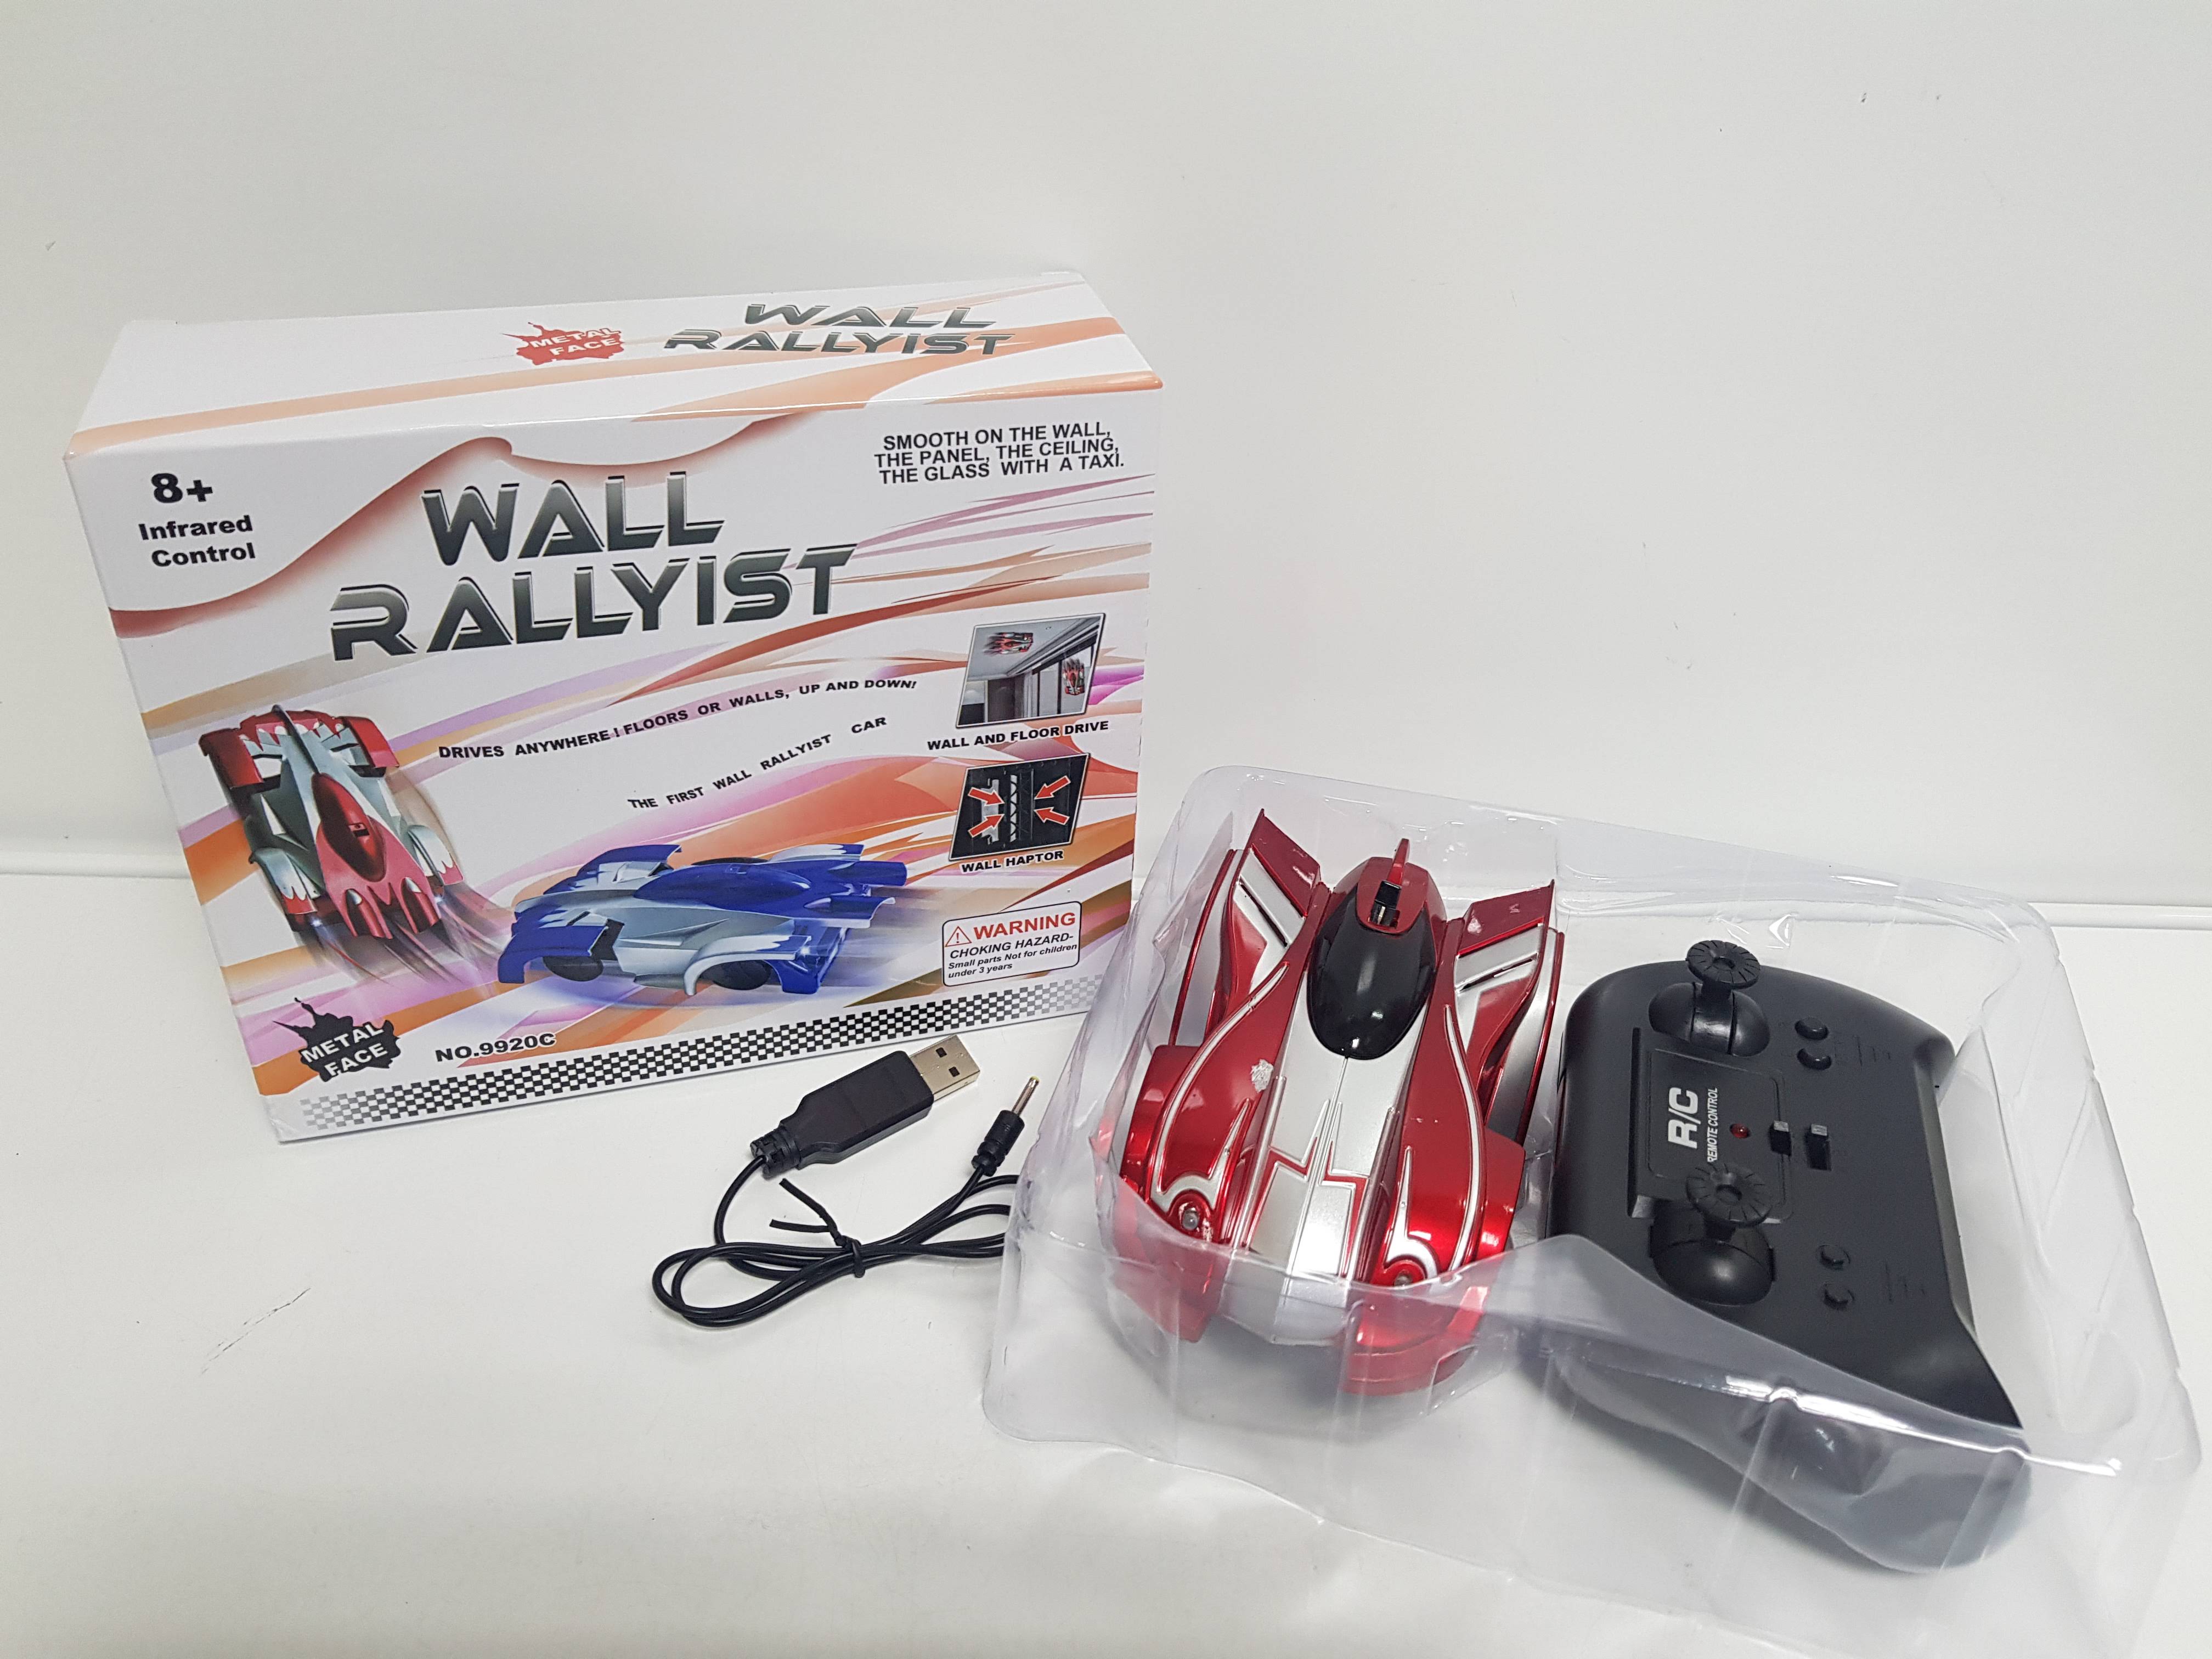 METAL
FACE
WALL
RALLYIST
8+
Infrared
Control
SMOOTH ON THE WALL,
THE PANEL, THE CEILING,
THE GLASS WITH A TAXI.
WALL
RALLYIST
DRIVES ANYWHERE ! FLOORS OR WALLS, UP AND DOWN!
THE FIRST WALL RALLYIST CAR
WALL AND FLOOR DRIVE
WALL HAPTOR
WARNING
CHOKING HAZARD-
Small parts Not for children
under 3 years
METAL
FACE
NO.9920C
R/C
REMOTE CONTROL